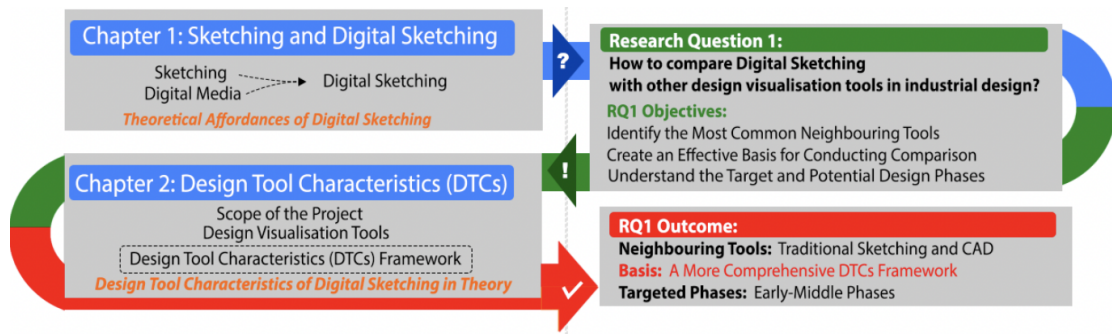 Chapter 1: Sketching and Digital Sketching
Sketching
Digital Media
Digital Sketching
Theoretical Affordances of Digital Sketching
?
Research Question 1:
How to compare Digital Sketching
with other design visualisation tools in industrial design?
RQ1 Objectives:
Identify the Most Common Neighbouring Tools
Create an Effective Basis for Conducting Comparison
Understand the Target and Potential Design Phases
!
Chapter 2: Design Tool Characteristics (DTCs)
Scope of the Project
Design Visualisation Tools
Design Tool Characteristics (DTCs) Framework
Design Tool Characteristics of Digital Sketching in Theory
RQ1 Outcome:
Neighbouring Tools: Traditional Sketching and CAD
Basis: A More Comprehensive DTCs Framework
Targeted Phases: Early-Middle Phases